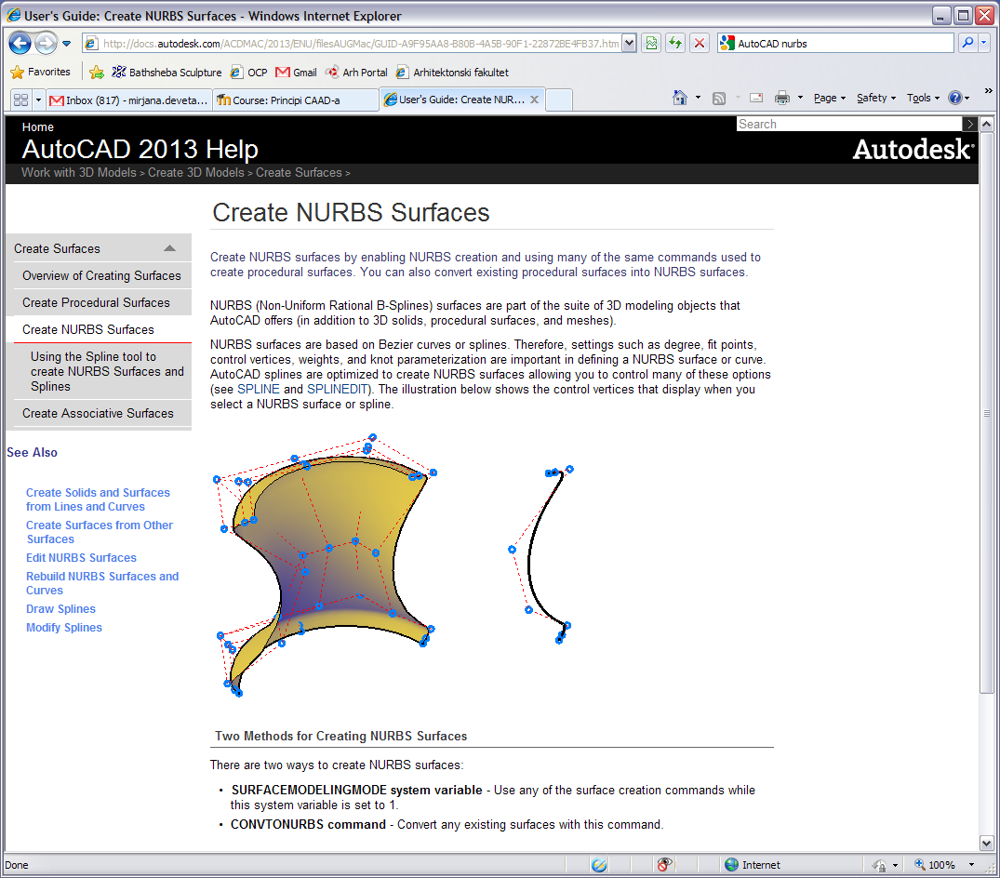 User's Guide: Create NURBS Surfaces - Windows Internet Explorer
http://docs.autodesk.com/ACDMAC/2013/ENU/filesAUGMac/GUID-A9F95AA8-B80B-4A5B-90F1-22872BE4FB37.htm
AutoCAD nurbs
Favorites
Bathsheba Sculpture
OCP
Gmail
Arh Portal
Arhitektonski fakultet
Inbox (817) - mirjana.deveta...
Course: Principi CAAD-a
User's Guide: Create NUR...
Page
Safety
Tools
Home
Search
AutoCAD 2013 Help
Autodesk
Work with 3D Models > Create 3D Models > Create Surfaces >
Create Surfaces
Overview of Creating Surfaces
Create Procedural Surfaces
Create NURBS Surfaces
Using the Spline tool to
create NURBS Surfaces and
Splines
Create Associative Surfaces
See Also
Create Solids and Surfaces
from Lines and Curves
Create Surfaces from Other
Surfaces
Edit NURBS Surfaces
Rebuild NURBS Surfaces and
Curves
Draw Splines
Modify Splines
Create NURBS Surfaces
Create NURBS surfaces by enabling NURBS creation and using many of the same commands used to
create procedural surfaces. You can also convert existing procedural surfaces into NURBS surfaces.
NURBS (Non-Uniform Rational B-Splines) surfaces are part of the suite of 3D modeling objects that
AutoCAD offers (in addition to 3D solids, procedural surfaces, and meshes).
NURBS surfaces are based on Bezier curves or splines. Therefore, settings such as degree, fit points,
control vertices, weights, and knot parameterization are important in defining a NURBS surface or curve.
AutoCAD splines are optimized to create NURBS surfaces allowing you to control many of these options
(see SPLINE and SPLINEDIT). The illustration below shows the control vertices that display when you
select a NURBS surface or spline.
Two Methods for Creating NURBS Surfaces
There are two ways to create NURBS surfaces:
• SURFACEMODELINGMODE system variable - Use any of the surface creation commands while
this system variable is set to 1.
• CONVTONURBS command - Convert any existing surfaces with this command.
Done
Internet
100%